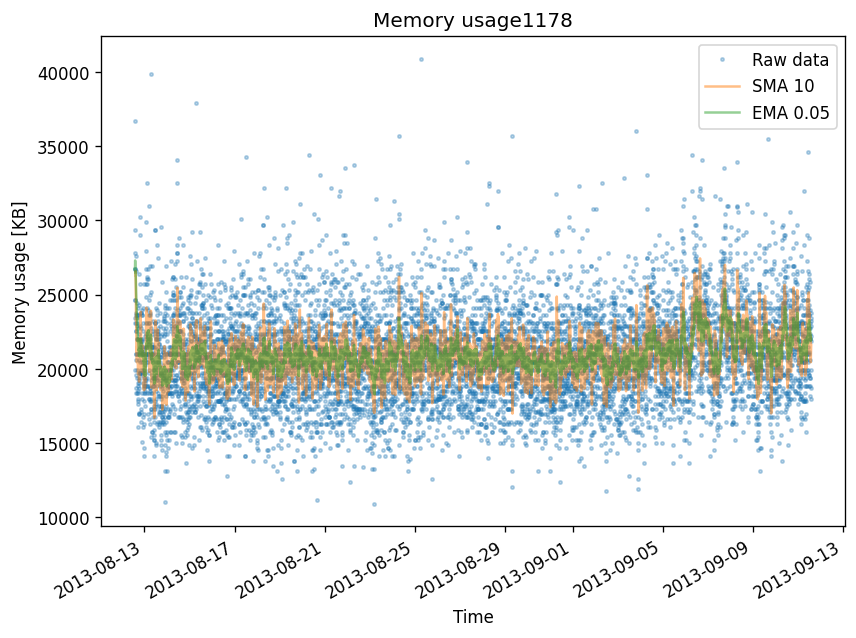 Memory usage1178
Raw data
SMA 10
EMA 0.05
Memory usage [KB]
40000
35000
30000
25000
20000
15000
10000
2013-08-13
2013-08-17
2013-08-21
2013-08-25
2013-08-29
2013-09-01
2013-09-05
2013-09-09
2013-09-13
Time